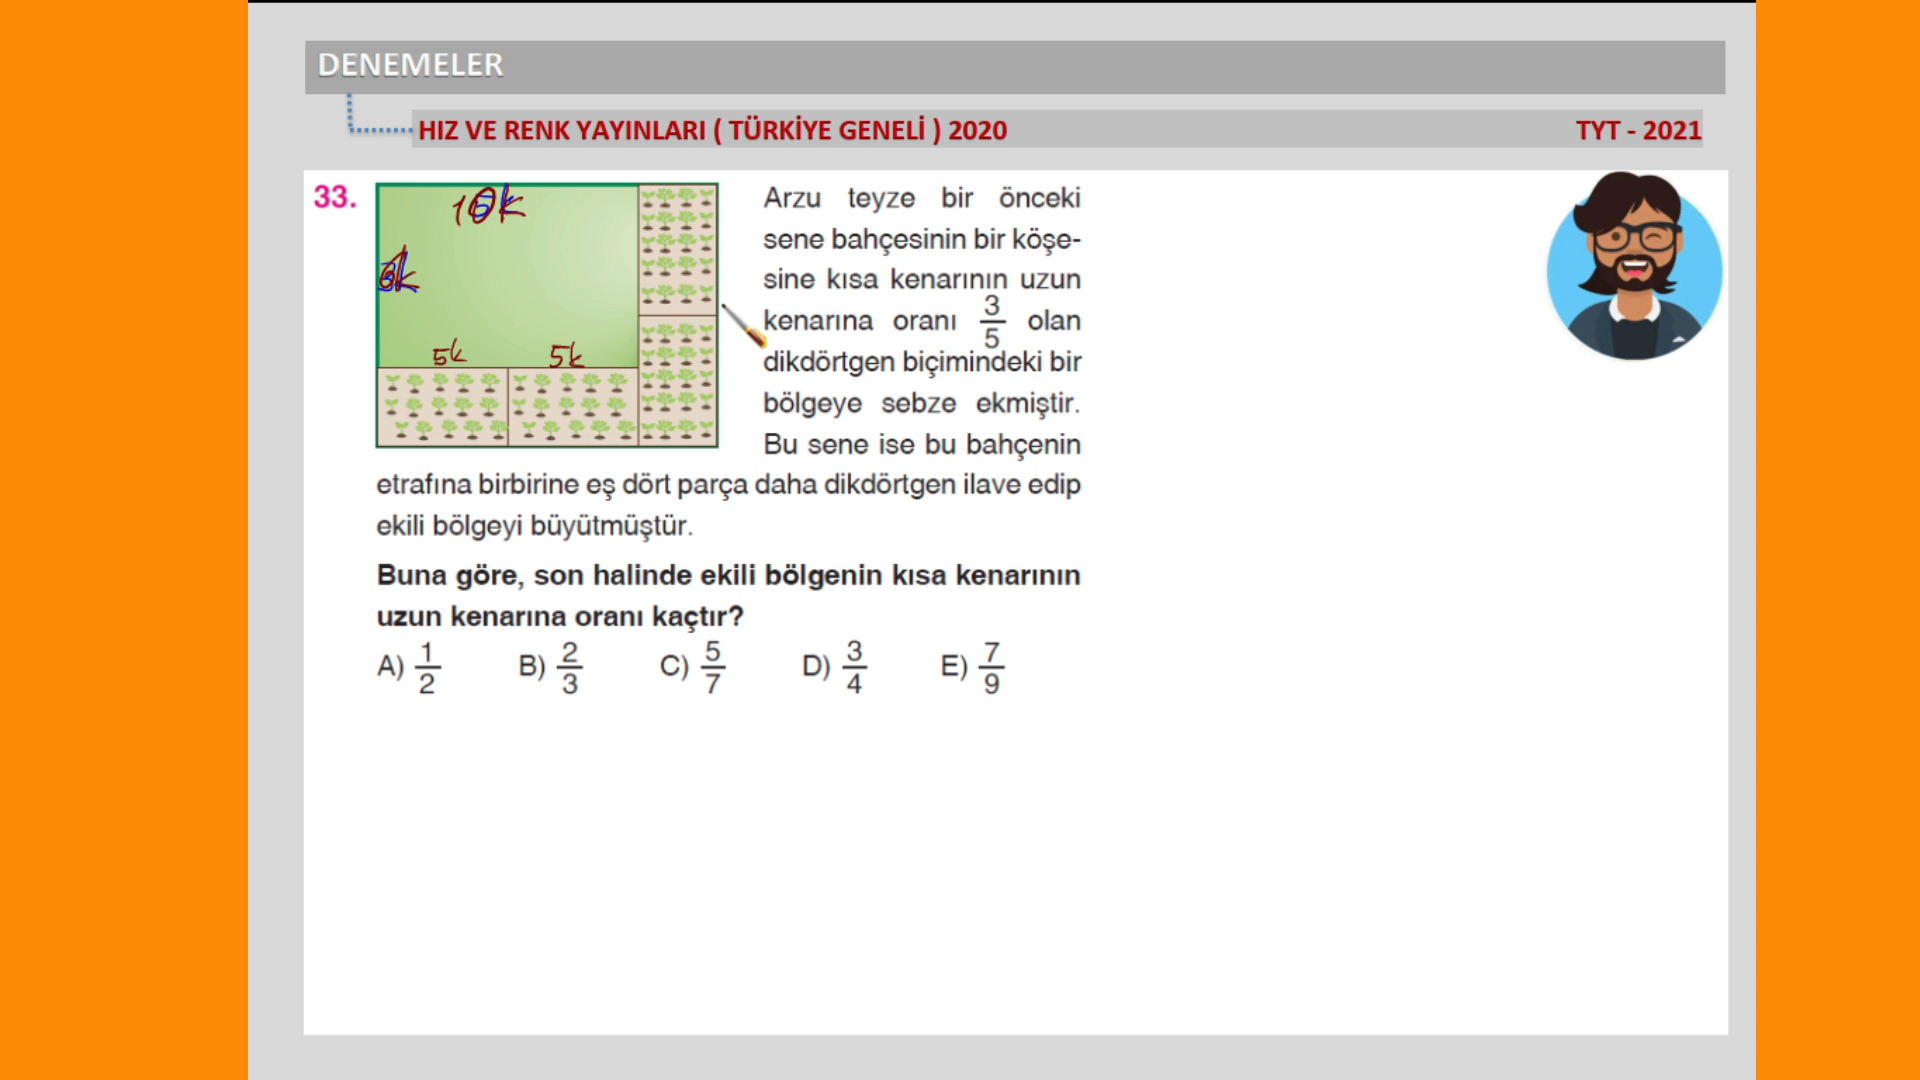 DENEMELER
HIZ VE RENK YAYINLARI ( TÜRKİYE GENELİ ) 2020 TYT - 2021
33.
10k
6k
5k 5k
Arzu teyze bir önceki
sene bahçesinin bir köşe-
sine kısa kenarının uzun
kenarına oranı 3/5 olan
dikdörtgen biçimindeki bir
bölgeye sebze ekmiştir.
Bu sene ise bu bahçenin
etrafına birbirine eş dört parça daha dikdörtgen ilave edip
ekili bölgeyi büyütmüştür.
Buna göre, son halinde ekili bölgenin kısa kenarının
uzun kenarına oranı kaçtır?
A) 1/2 B) 2/3 C) 5/7 D) 3/4 E) 7/9